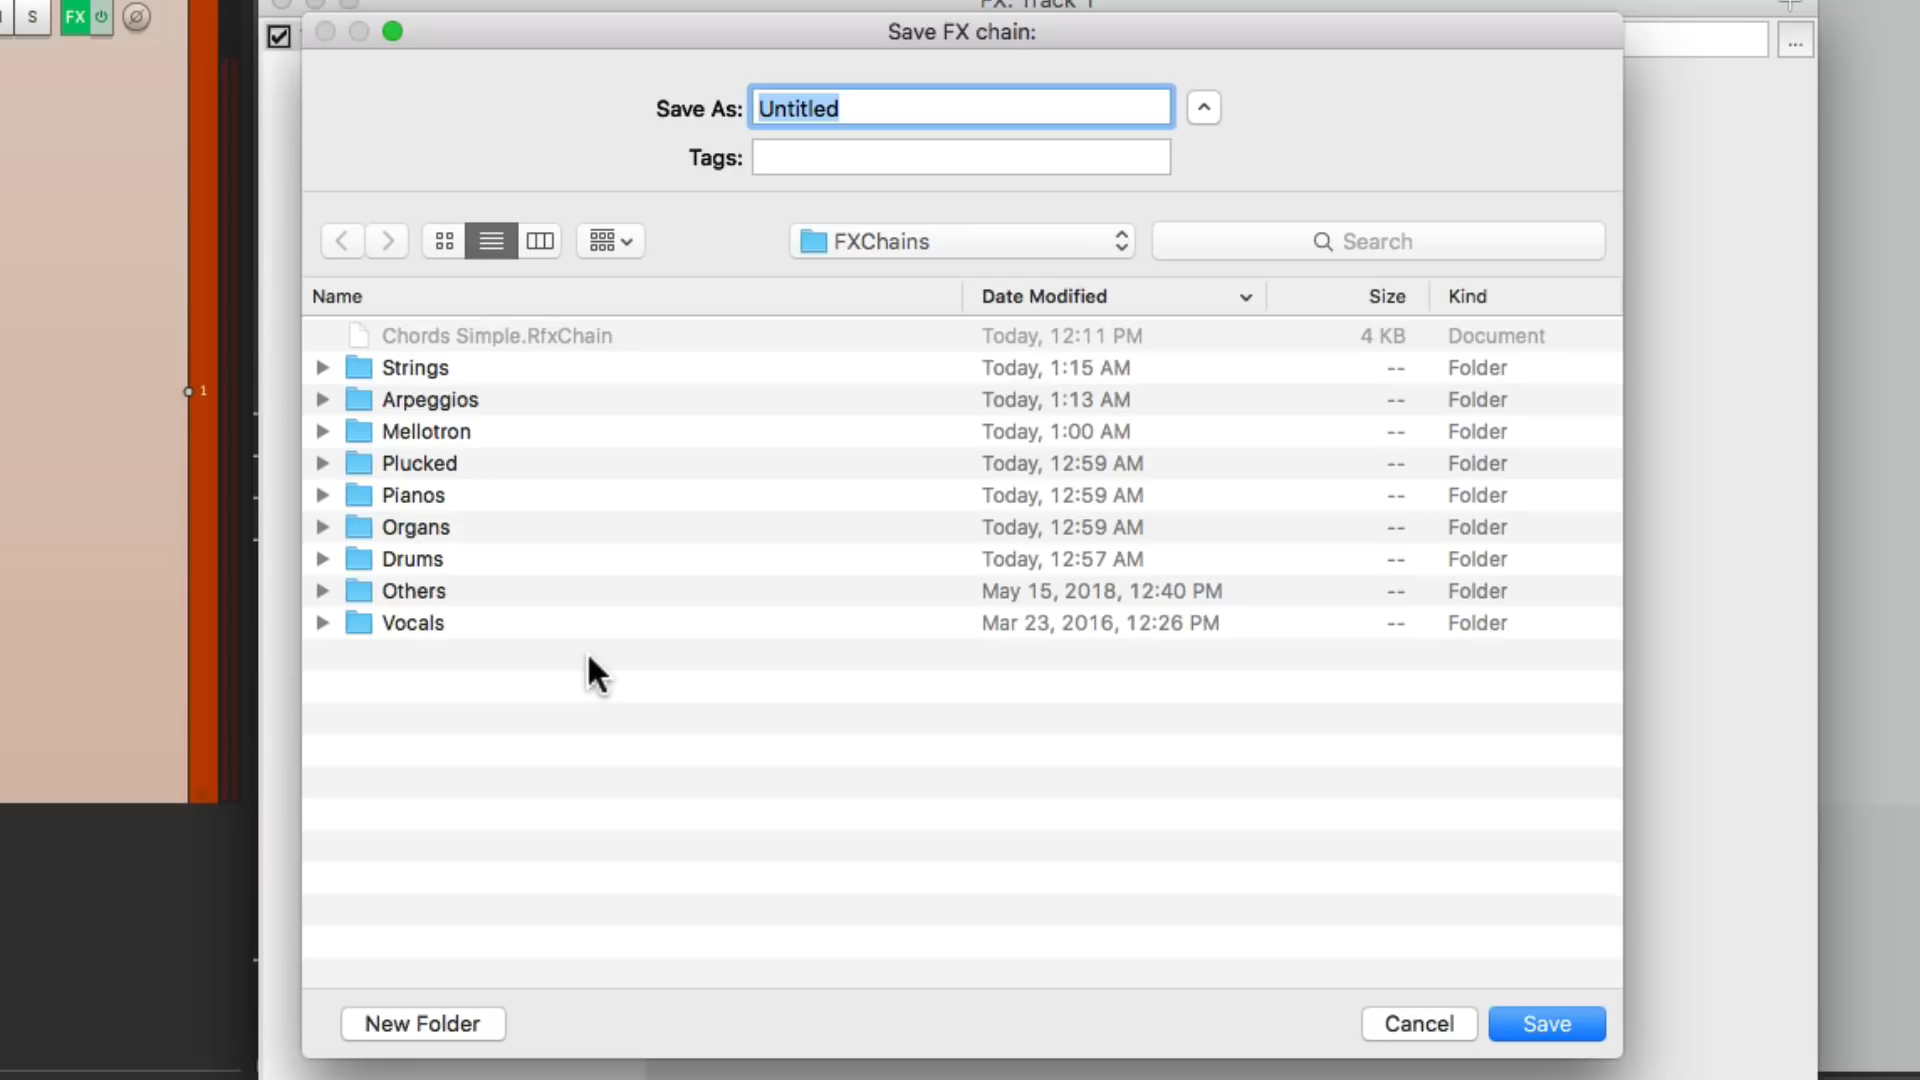 S FX
FX: Track 1
Save FX chain:
...
Save As: Untitled
Tags:
FXChains
Search
Name Date Modified Size Kind
Chords Simple.RfxChain Today, 12:11 PM 4 KB Document
Strings Today, 1:15 AM -- Folder
Arpeggios Today, 1:13 AM -- Folder
Mellotron Today, 1:00 AM -- Folder
Plucked Today, 12:59 AM -- Folder
Pianos Today, 12:59 AM -- Folder
Organs Today, 12:59 AM -- Folder
Drums Today, 12:57 AM -- Folder
Others May 15, 2018, 12:40 PM -- Folder
Vocals Mar 23, 2016, 12:26 PM -- Folder
1
New Folder Cancel Save